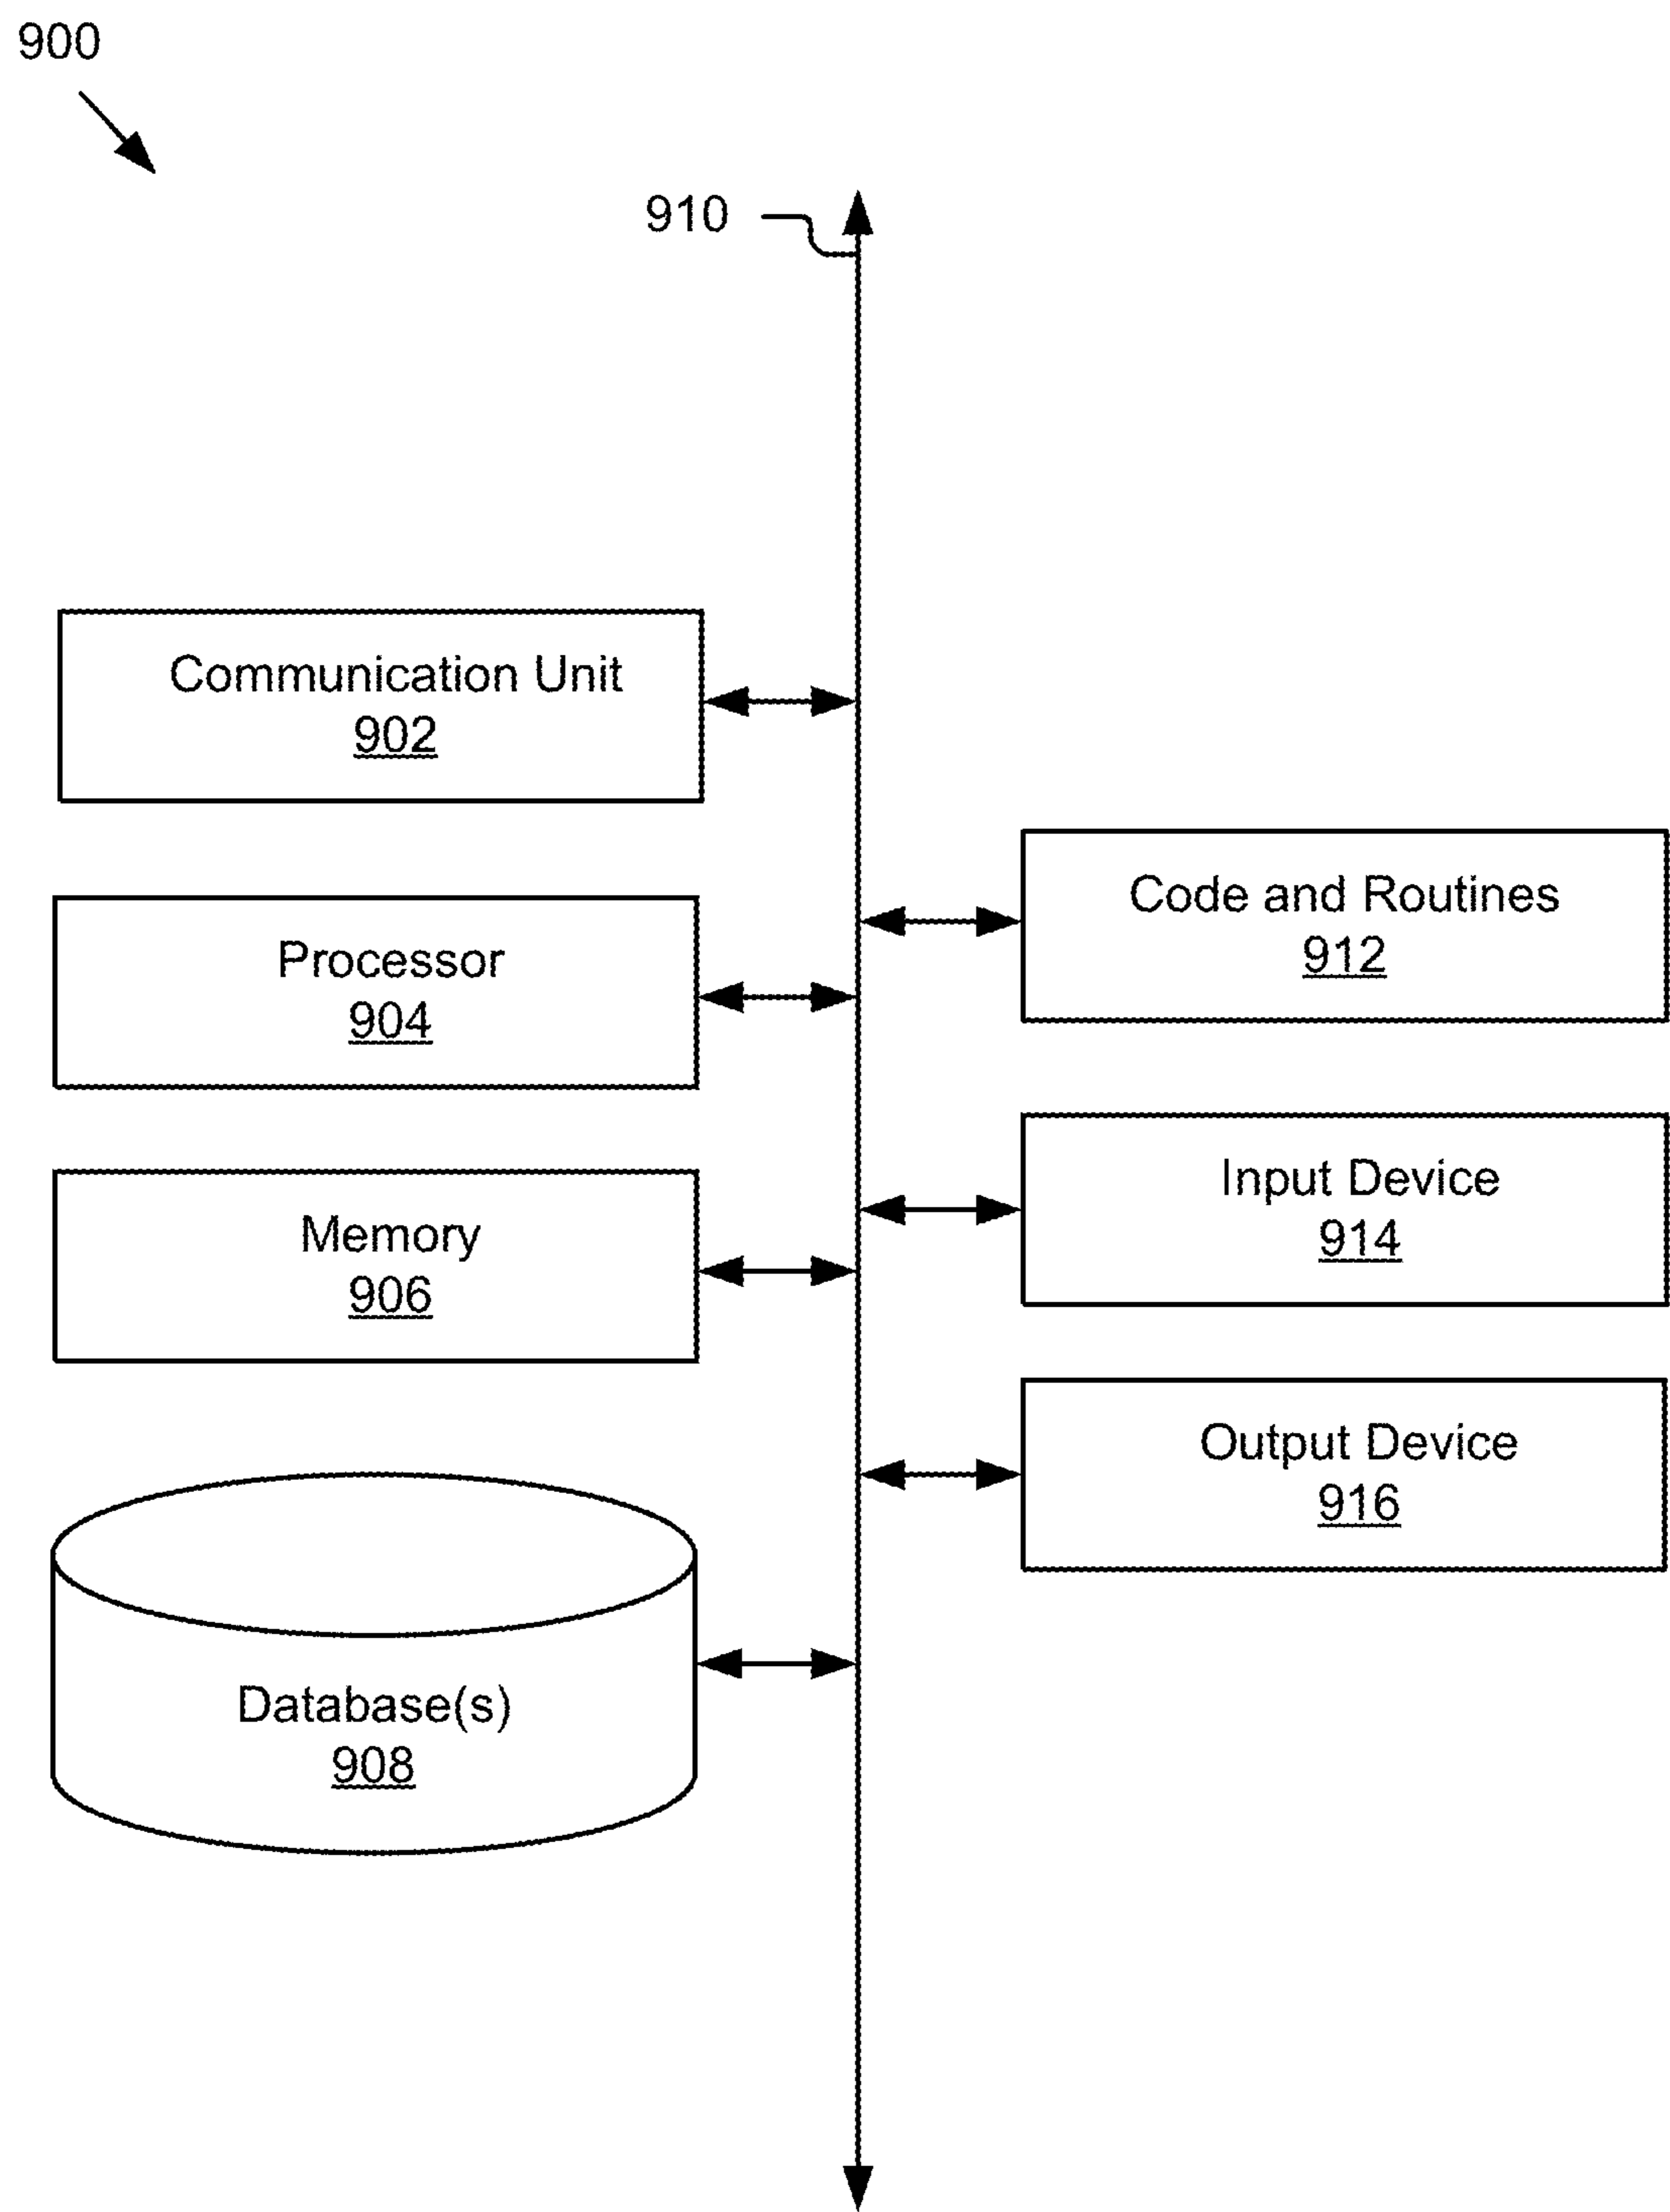 900
910
Communication Unit
902
Code and Routines
912
Processor
904
Input Device
914
Memory
906
Output Device
916
Database(s)
908